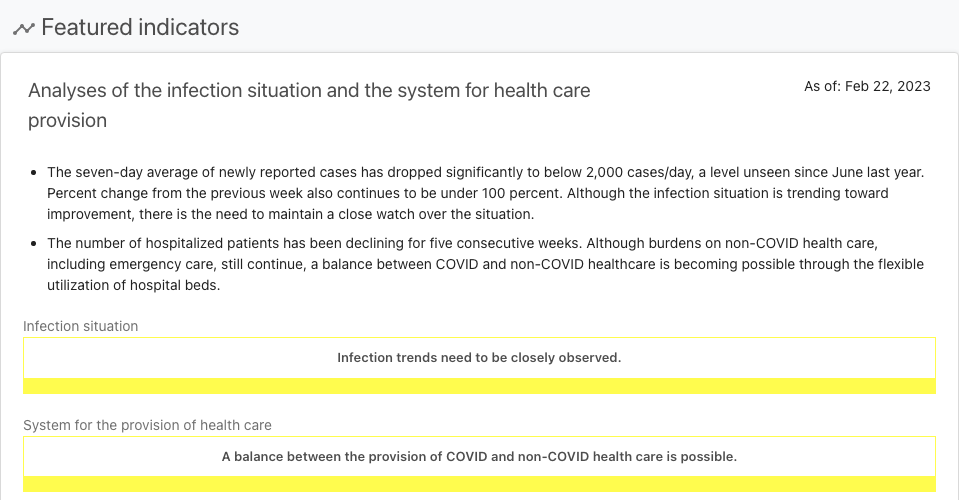 Featured indicators
Analyses of the infection situation and the system for health care
provision
As of: Feb 22, 2023
The seven-day average of newly reported cases has dropped significantly to below 2,000 cases/day, a level unseen since June last year.
Percent change from the previous week also continues to be under 100 percent. Although the infection situation is trending toward
improvement, there is the need to maintain a close watch over the situation.
The number of hospitalized patients has been declining for five consecutive weeks. Although burdens on non-COVID health care,
including emergency care, still continue, a balance between COVID and non-COVID healthcare is becoming possible through the flexible
utilization of hospital beds.
Infection situation
Infection trends need to be closely observed.
System for the provision of health care
A balance between the provision of COVID and non-COVID health care is possible.